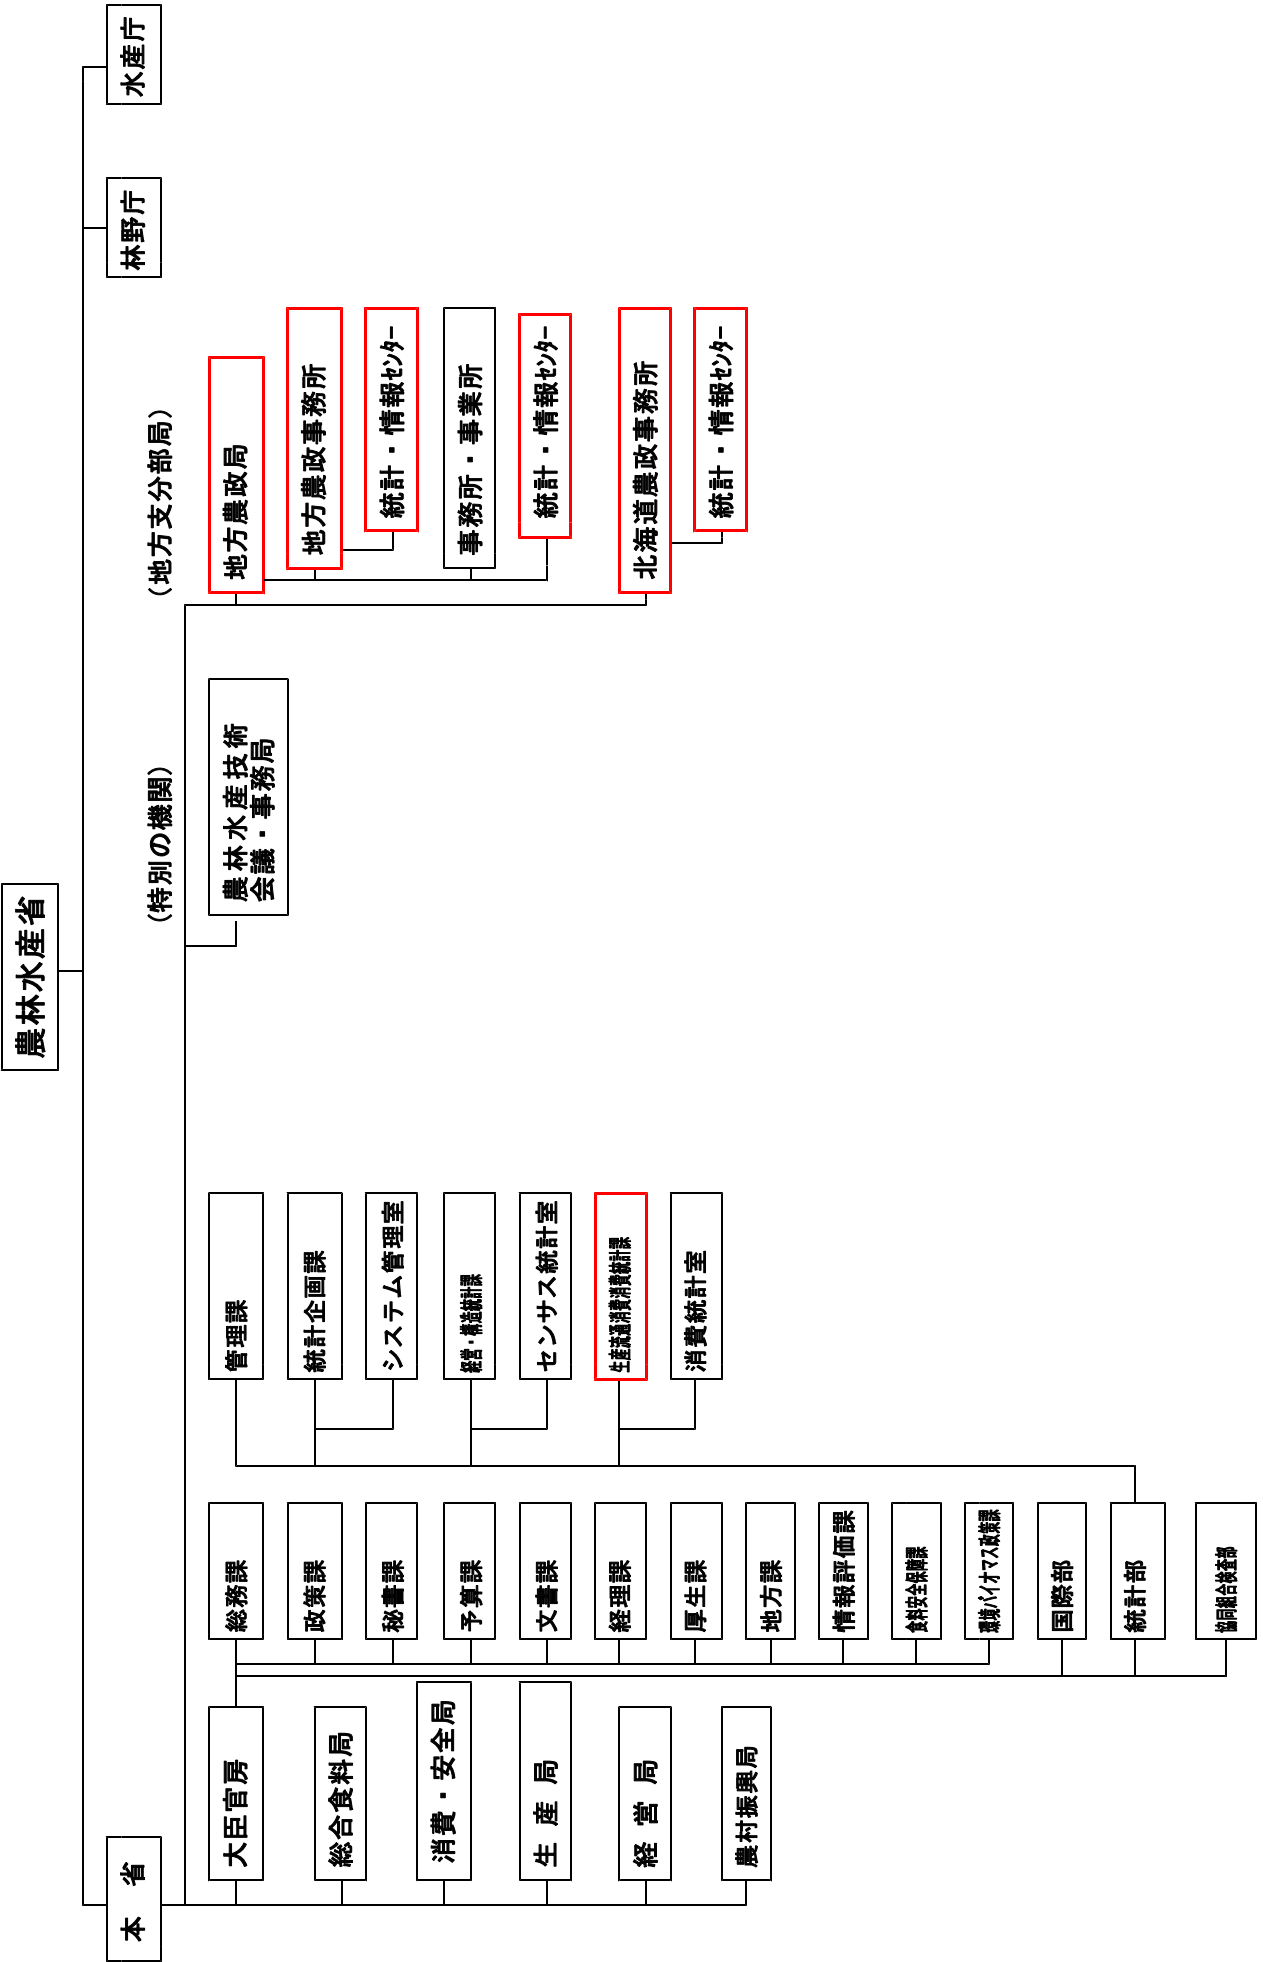 農林水産省
本　省
林野庁
水産庁
（特別の機関）
（地方支分部局）
大臣官房
総合食料局
消費・安全局
生　産　局
経　営　局
農村振興局
総務課
政策課
秘書課
予算課
文書課
経理課
厚生課
地方課
情報評価課
食料安全保障課
環境バイオマス政策課
国際部
統計部
協同組合検査部
管理課
統計企画課
システム管理室
経営・構造統計課
センサス統計室
生産流通消費消費統計課
消費統計室
農林水産技術
会議・事務局
地方農政局
地方農政事務所
統計・情報ｾﾝﾀｰ
事務所・事業所
統計・情報ｾﾝﾀｰ
北海道農政事務所
統計・情報ｾﾝﾀｰ